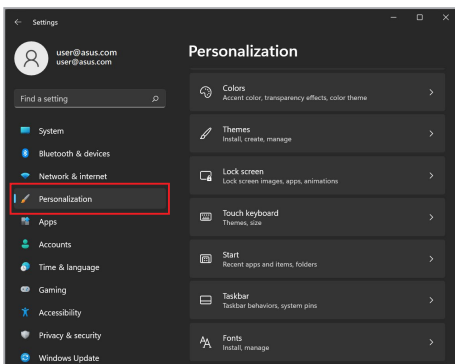 Settings
user@asus.com
user@asus.com
Find a setting
System
Bluetooth & devices
Network & internet
Personalization
Apps
Accounts
Time & language
Gaming
Accessibility
Privacy & security
Windows Update
Personalization
Colors
Accent color, transparency effects, color theme
Themes
Install, create, manage
Lock screen
Lock screen images, apps, animations
Touch keyboard
Themes, size
Start
Recent apps and items, folders
Taskbar
Taskbar behaviors, system pins
Fonts
Install, manage